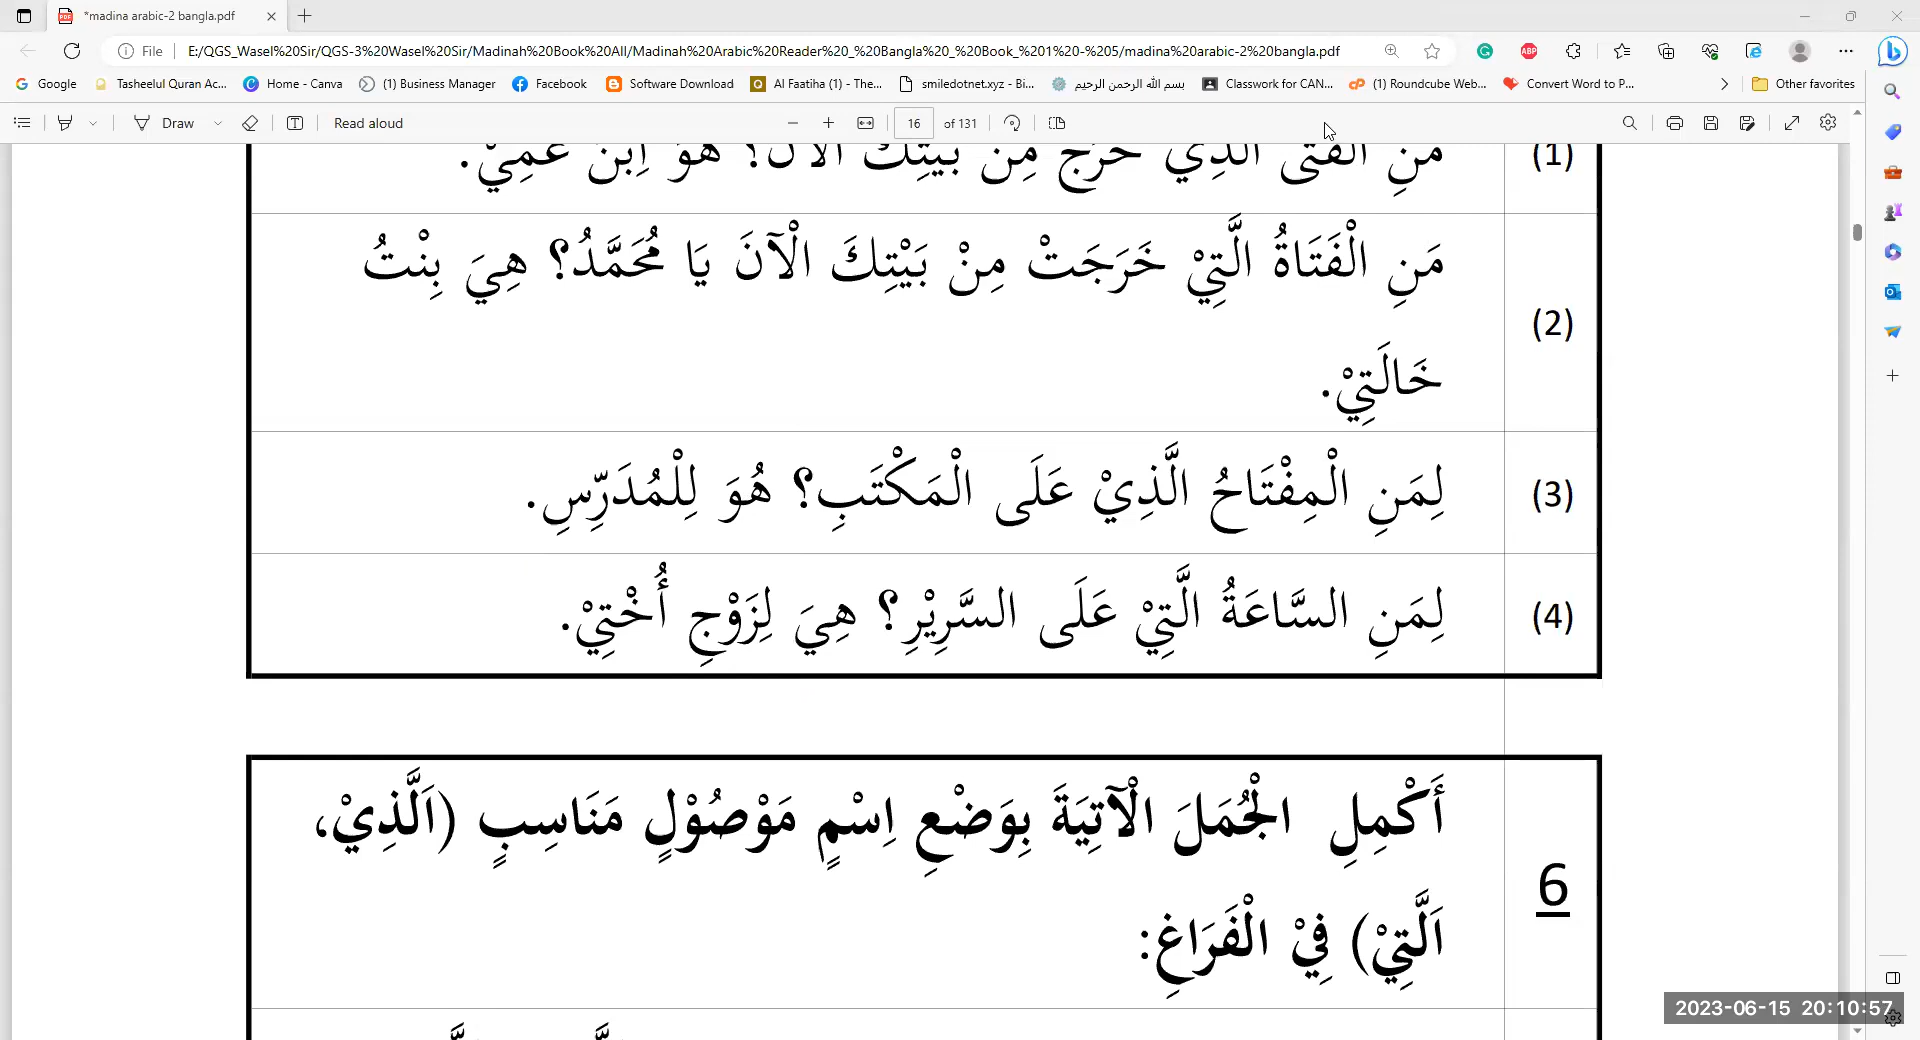 *madina arabic-2 bangla.pdf
File E:/QGS_Wasel%20Sir/QGS-3%20Wasel%20Sir/Madinah%20Book%20All/Madinah%20Arabic%20Reader%20_%20Bangla%20_%20Book_%201%20-%205/madina%20arabic-2%20bangla.pdf
Google Tasheelul Quran Ac... Home - Canva (1) Business Manager Facebook Software Download Al Faatiha (1) - The... smiledotnet.xyz - Bi... بسم الله الرحمن الرحيم Classwork for CAN... (1) Roundcube Web... Convert Word to P... Other favorites
Draw Read aloud 16 of 131
(1) مَنِ الْفَتَى الَّذِيْ خَرَجَ مِنْ بَيْتِكَ الْآنَ؟ هُوَ اِبْنُ عَمِّيْ.
(2) مَنِ الْفَتَاةُ الَّتِيْ خَرَجَتْ مِنْ بَيْتِكَ الْآنَ يَا مُحَمَّدُ؟ هِيَ بِنْتُ
خَالَتِيْ.
(3) لِمَنِ الْمِفْتَاحُ الَّذِيْ عَلَى الْمَكْتَبِ؟ هُوَ لِلْمُدَرِّسِ.
(4) لِمَنِ السَّاعَةُ الَّتِيْ عَلَى السَّرِيْرِ؟ هِيَ لِزَوْجِ أُخْتِيْ.
6 أَكْمِلِ الْجُمَلَ الْآتِيَةَ بِوَضْعِ اِسْمٍ مَوْصُوْلٍ مَنَاسِبٍ (اَلَّذِيْ،
اَلَّتِيْ) فِيْ الْفَرَاغِ:
2023-06-15 20:10:57